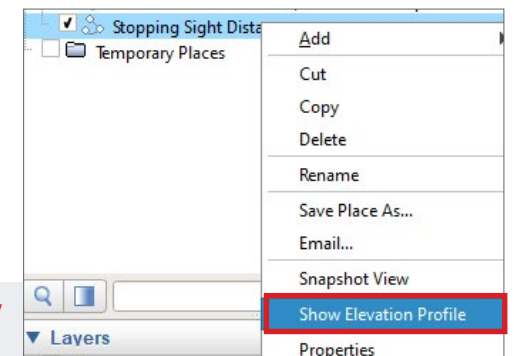 Stopping Sight Dista
Temporary Places
Add
Cut
Copy
Delete
Rename
Save Place As...
Email...
Snapshot View
Show Elevation Profile
Properties
Layers